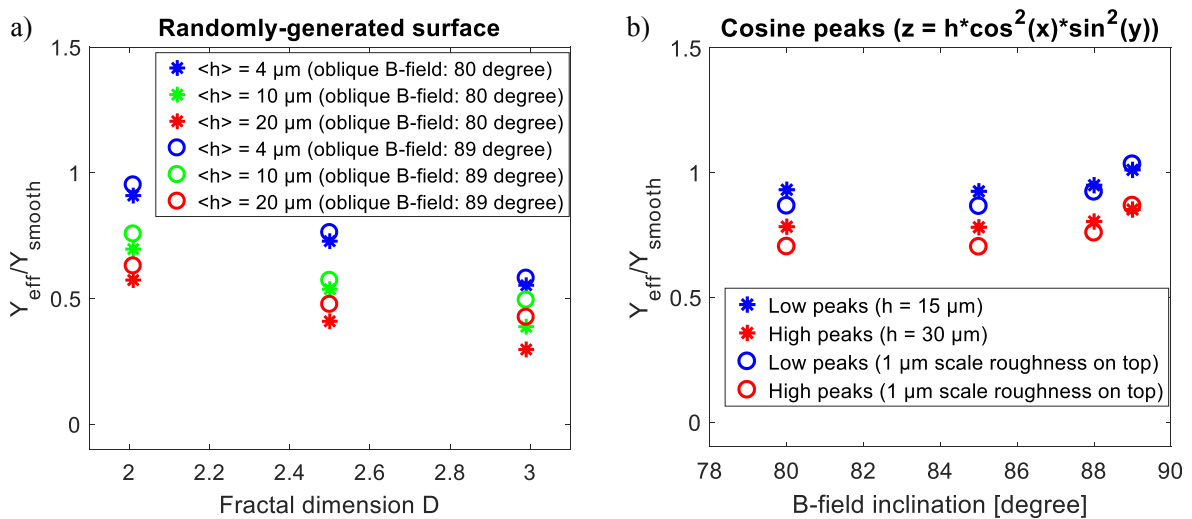 a)
Randomly-generated surface
1.5
1
0.5
0
Y_eff/Y_smooth
<h> = 4 μm (oblique B-field: 80 degree)
<h> = 10 μm (oblique B-field: 80 degree)
<h> = 20 μm (oblique B-field: 80 degree)
<h> = 4 μm (oblique B-field: 89 degree)
<h> = 10 μm (oblique B-field: 89 degree)
<h> = 20 μm (oblique B-field: 89 degree)
2 2.2 2.4 2.6 2.8 3
Fractal dimension D
b)
Cosine peaks (z = h*cos²(x)*sin²(y))
1.5
1
0.5
0
Y_eff/Y_smooth
Low peaks (h = 15 μm)
High peaks (h = 30 μm)
Low peaks (1 μm scale roughness on top)
High peaks (1 μm scale roughness on top)
78 80 82 84 86 88 90
B-field inclination [degree]